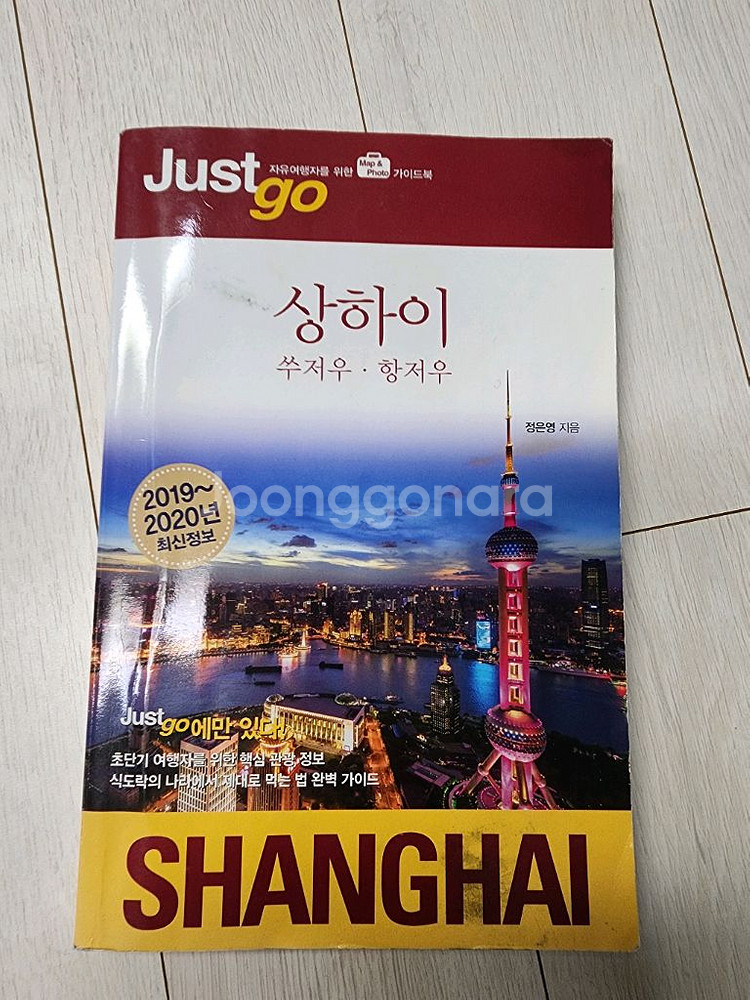 Just go 자유여행자를 위한 Map & Photo 가이드북
상하이
쑤저우 · 항저우
정은영 지음
2019~
2020년
최신정보
joonggonara
Just go에만 있다!
초단기 여행자를 위한 핵심 관광 정보
식도락의 나라에서 제대로 먹는 법 완벽 가이드
SHANGHAI